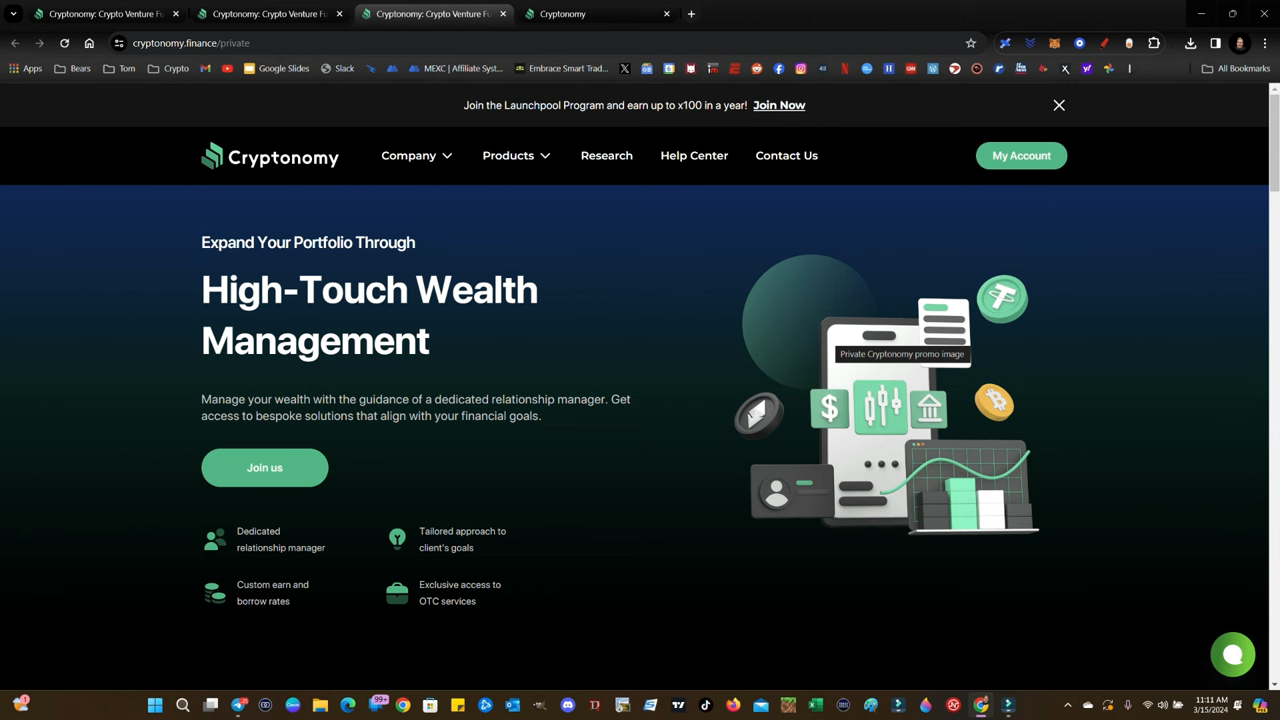 Cryptonomy: Crypto Venture Fu
Cryptonomy: Crypto Venture Fu
Cryptonomy: Crypto Venture Fu
Cryptonomy
cryptonomy.finance/private
Apps
Bears
Tom
Crypto
Google Slides
Slack
MEXC | Affiliate Syst...
Embrace Smart Trad...
All Bookmarks
Join the Launchpool Program and earn up to x100 in a year! Join Now
Cryptonomy
Company
Products
Research
Help Center
Contact Us
My Account
Expand Your Portfolio Through
High-Touch Wealth
Management
Manage your wealth with the guidance of a dedicated relationship manager. Get
access to bespoke solutions that align with your financial goals.
Join us
Dedicated
relationship manager
Tailored approach to
client's goals
Custom earn and
borrow rates
Exclusive access to
OTC services
Private Cryptonomy promo image
99+
11:11 AM
3/15/2024